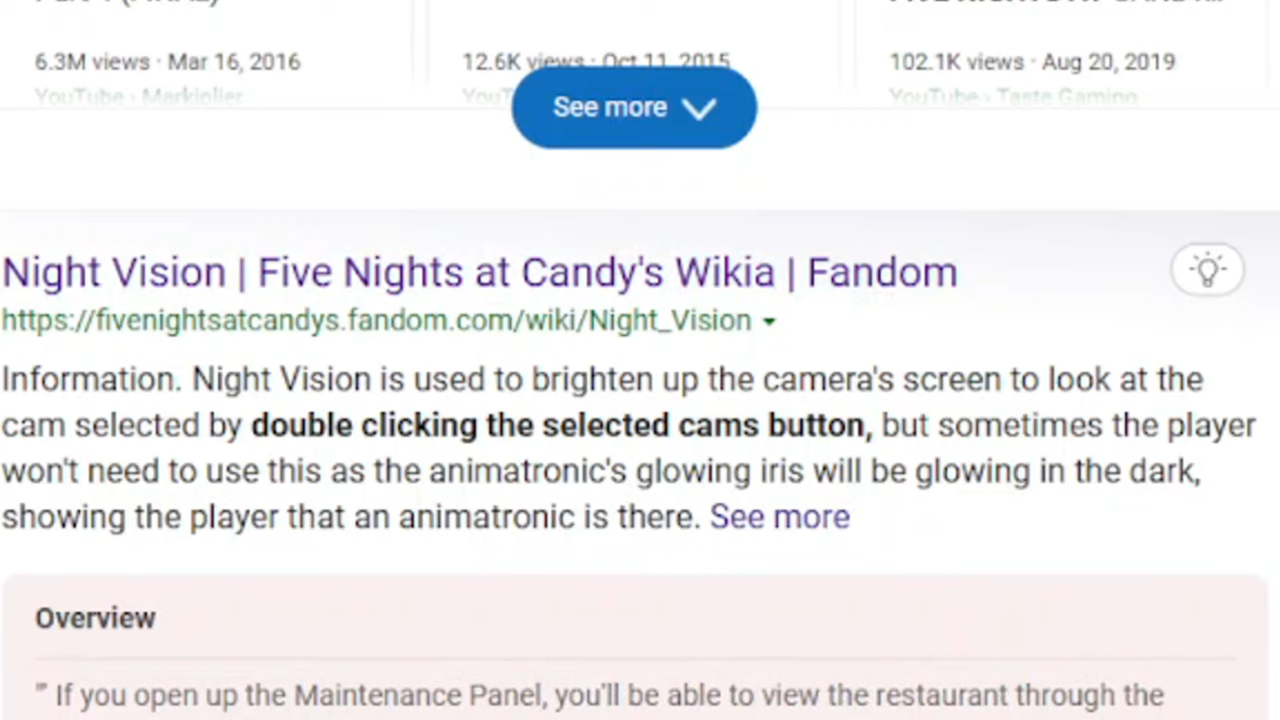 6.3M views · Mar 16, 2016
12.6K views · Oct 11, 2015
102.1K views · Aug 20, 2019
YouTube › Markiplier
YouTube › Taste Gaming
See more
Night Vision | Five Nights at Candy's Wikia | Fandom
https://fivenightsatcandys.fandom.com/wiki/Night_Vision
Information. Night Vision is used to brighten up the camera's screen to look at the
cam selected by double clicking the selected cams button, but sometimes the player
won't need to use this as the animatronic's glowing iris will be glowing in the dark,
showing the player that an animatronic is there. See more
Overview
"' If you open up the Maintenance Panel, you'll be able to view the restaurant through the